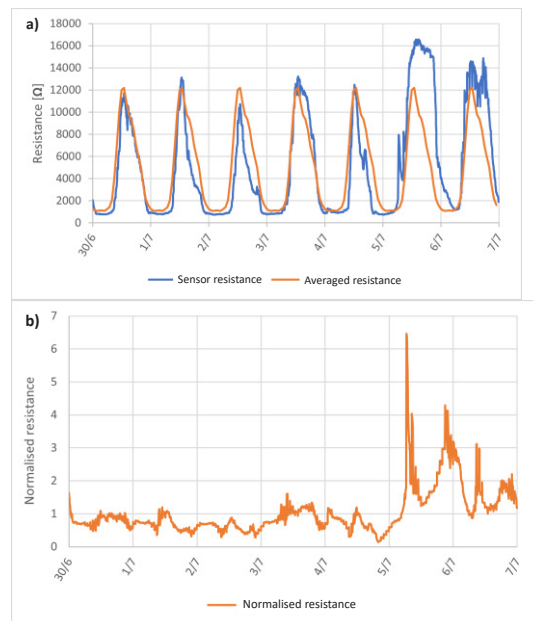 a)
18000
16000
14000
12000
10000
8000
6000
4000
2000
0
Resistance [Ω]
30/6 1/7 2/7 3/7 4/7 5/7 6/7 7/7
Sensor resistance Averaged resistance
b)
7
6
5
4
3
2
1
0
Normalised resistance
30/6 1/7 2/7 3/7 4/7 5/7 6/7 7/7
Normalised resistance